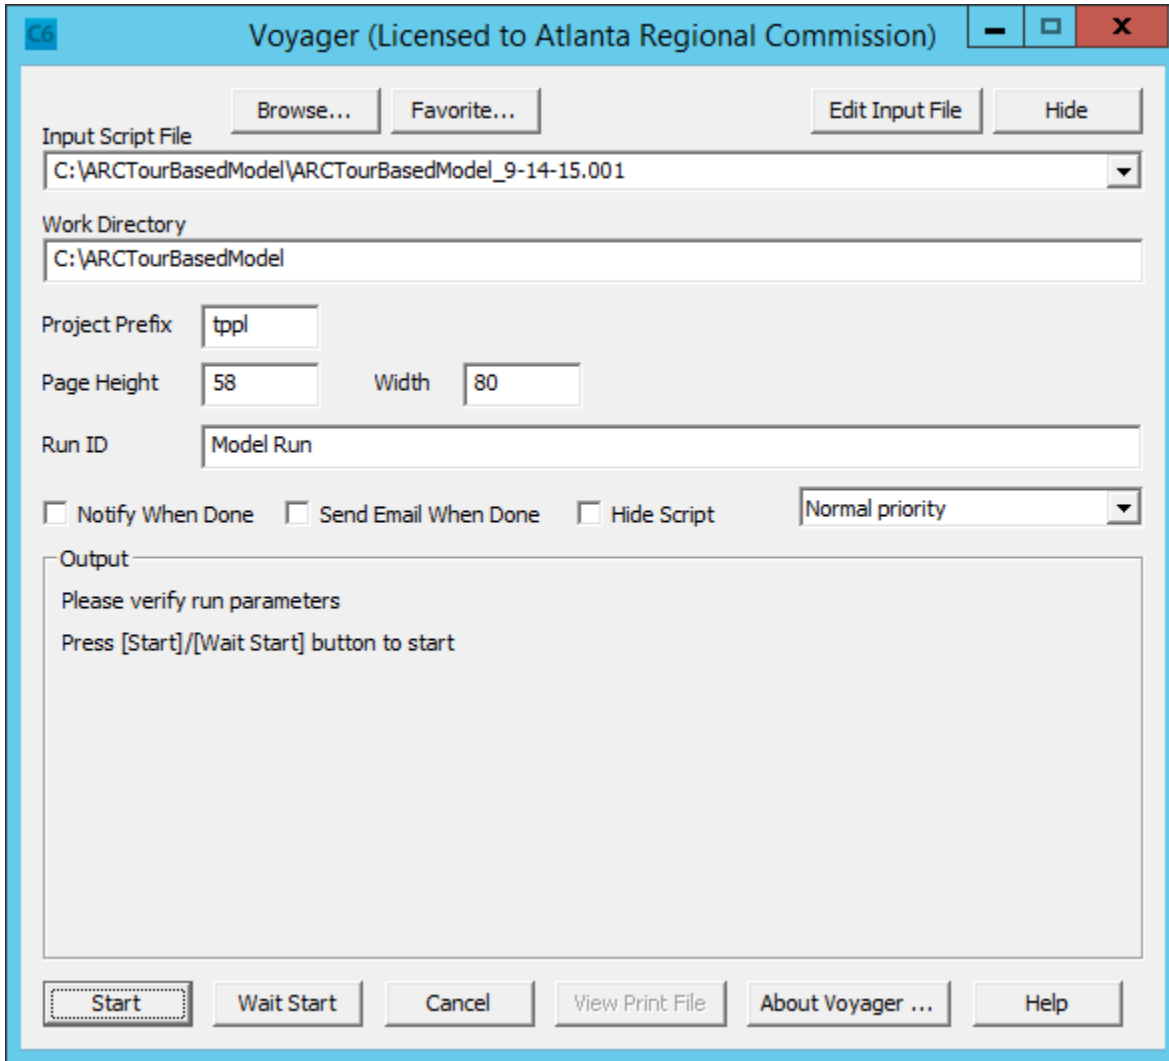 C6 Voyager (Licensed to Atlanta Regional Commission) X
Browse... Favorite... Edit Input File Hide
Input Script File
C:\ARCTourBasedModel\ARCTourBasedModel_9-14-15.001
Work Directory
C:\ARCTourBasedModel
Project Prefix tppl
Page Height 58 Width 80
Run ID Model Run
Notify When Done Send Email When Done Hide Script Normal priority
Output
Please verify run parameters
Press [Start]/[Wait Start] button to start
Start Wait Start Cancel View Print File About Voyager ... Help